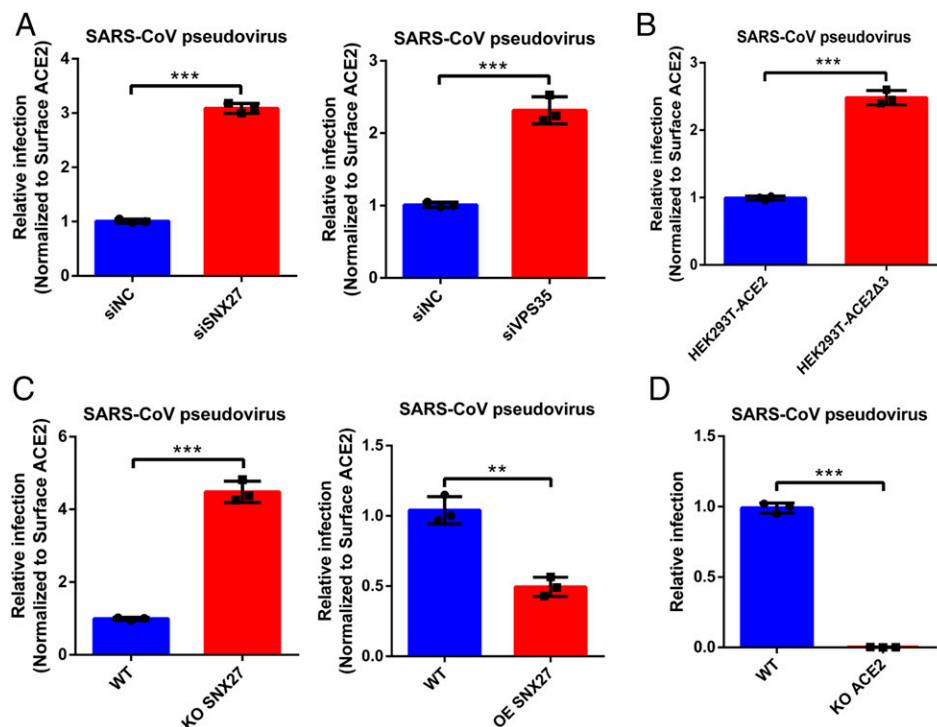 A
SARS-CoV pseudovirus
Relative infection
(Normalized to Surface ACE2)
4
3
2
1
0
***
siNC
siSNX27
SARS-CoV pseudovirus
Relative infection
(Normalized to Surface ACE2)
3
2
1
0
***
siNC
siVPS35
B
SARS-CoV pseudovirus
Relative infection
(Normalized to Surface ACE2)
3
2
1
0
***
HEK293T-ACE2
HEK293T-ACE2Δ3
C
SARS-CoV pseudovirus
Relative infection
(Normalized to Surface ACE2)
6
4
2
0
***
WT
KO SNX27
SARS-CoV pseudovirus
Relative infection
(Normalized to Surface ACE2)
1.5
1.0
0.5
0.0
**
WT
OE SNX27
D
SARS-CoV pseudovirus
Relative infection
1.5
1.0
0.5
0.0
***
WT
KO ACE2